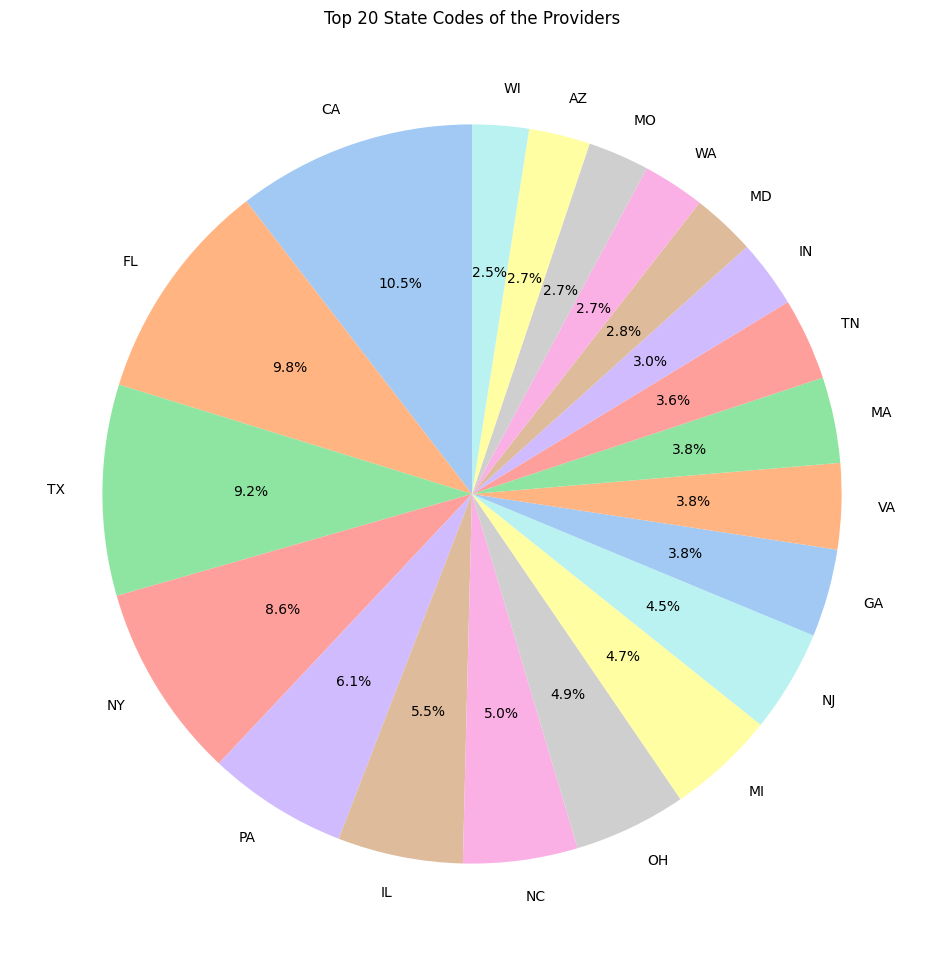 Top 20 State Codes of the Providers
CA
10.5%
FL
9.8%
TX
9.2%
NY
8.6%
PA
6.1%
IL
5.5%
NC
5.0%
OH
4.9%
MI
4.7%
NJ
4.5%
GA
3.8%
VA
3.8%
MA
3.8%
TN
3.6%
IN
3.0%
MD
2.8%
WA
2.7%
MO
2.7%
AZ
2.7%
WI
2.5%